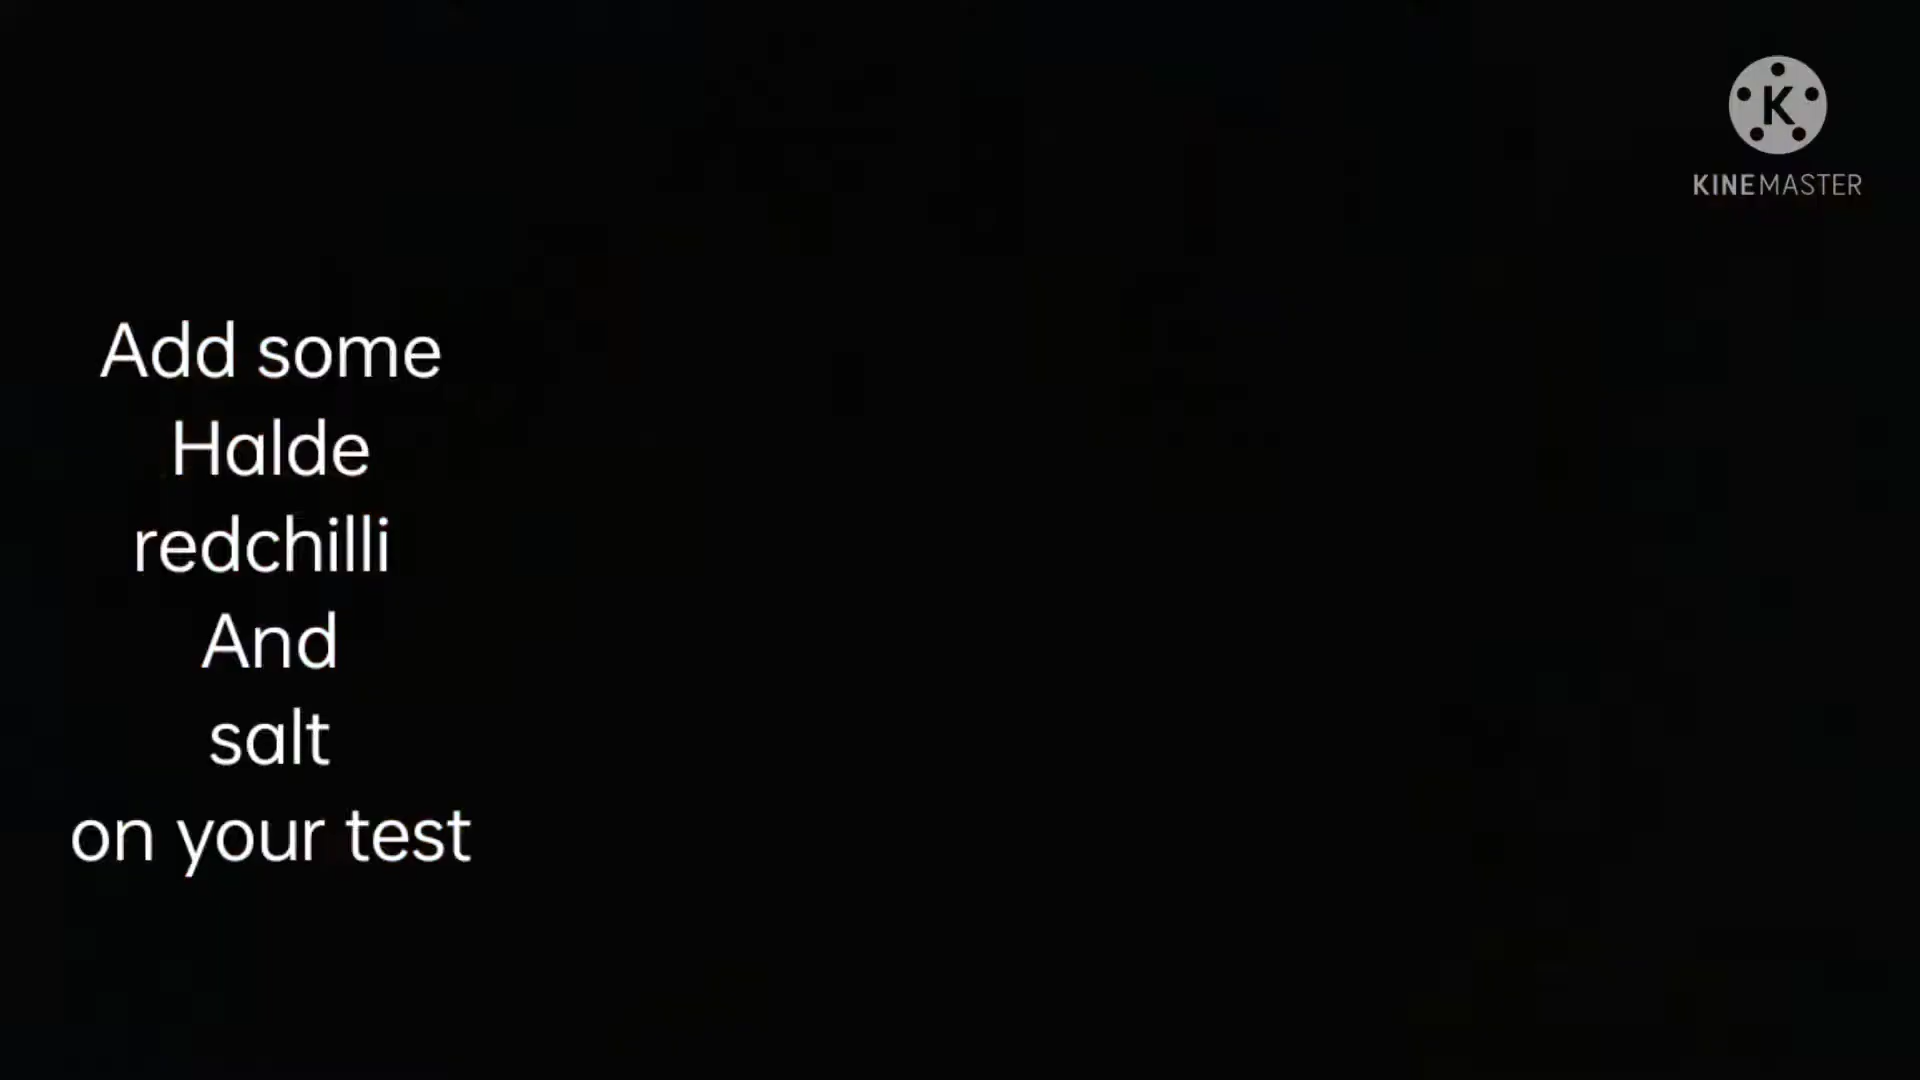 K
KINEMASTER
Add some
Halde
redchilli
And
salt
on your test